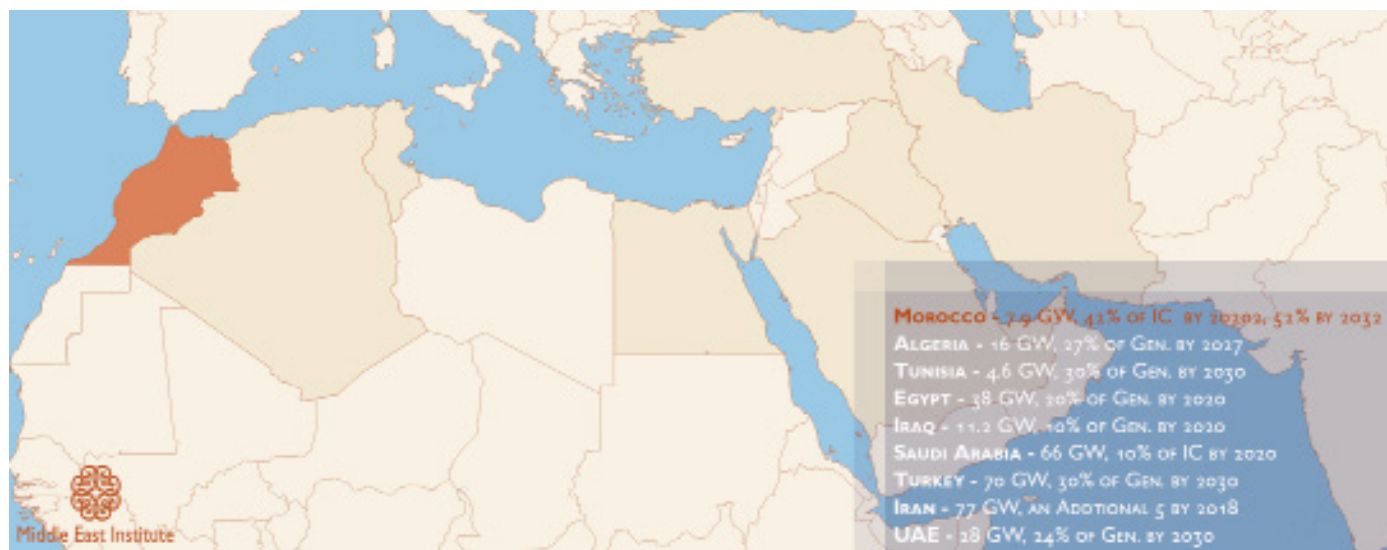 Morocco - 7.9 GW, 42% of IC by 20202, 52% by 2032
Algeria - 16 GW, 27% of Gen. by 2027
Tunisia - 4.6 GW, 30% of Gen. by 2030
Egypt - 38 GW, 20% of Gen. by 2020
Iraq - 11.2 GW, 10% of Gen. by 2020
Saudi Arabia - 66 GW, 10% of IC by 2020
Turkey - 70 GW, 30% of Gen. by 2030
Iran - 77 GW, an Addtional 5 by 2018
UAE - 28 GW, 24% of Gen. by 2030
Middle East Institute